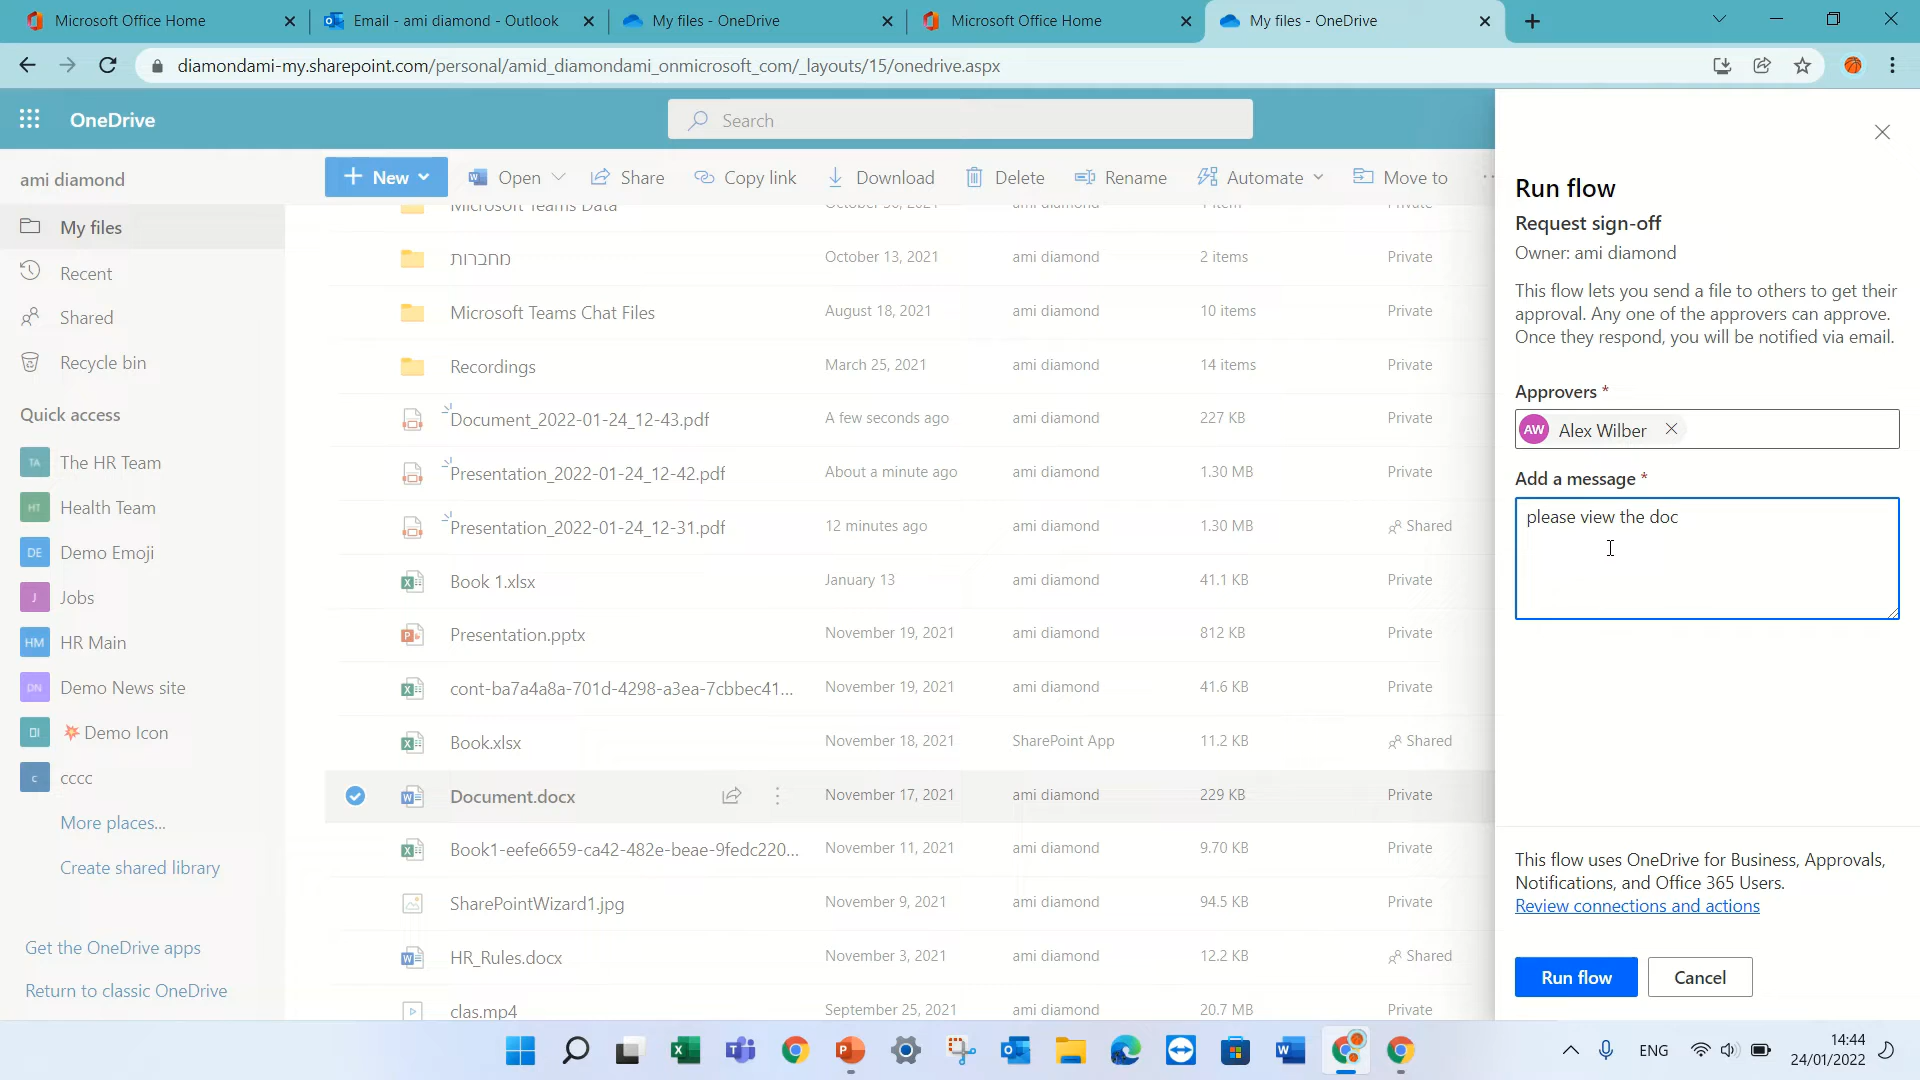 Microsoft Office Home
Email - ami diamond - Outlook
My files - OneDrive
Microsoft Office Home
My files - OneDrive
diamondami-my.sharepoint.com/personal/amid_diamondami_onmicrosoft_com/_layouts/15/onedrive.aspx
OneDrive
Search
ami diamond
My files
Recent
Shared
Recycle bin
Quick access
TA The HR Team
HT Health Team
DE Demo Emoji
J Jobs
HM HR Main
DN Demo News site
DI Demo Icon
c cccc
More places...
Create shared library
Get the OneDrive apps
Return to classic OneDrive
New Open Share Copy link Download Delete Rename Automate Move to
Microsoft Teams Data ami diamond
מחברות October 13, 2021 ami diamond 2 items Private
Microsoft Teams Chat Files August 18, 2021 ami diamond 10 items Private
Recordings March 25, 2021 ami diamond 14 items Private
Document_2022-01-24_12-43.pdf A few seconds ago ami diamond 227 KB Private
Presentation_2022-01-24_12-42.pdf About a minute ago ami diamond 1.30 MB Private
Presentation_2022-01-24_12-31.pdf 12 minutes ago ami diamond 1.30 MB Shared
Book 1.xlsx January 13 ami diamond 41.1 KB Private
Presentation.pptx November 19, 2021 ami diamond 812 KB Private
cont-ba7a4a8a-701d-4298-a3ea-7cbbec41... November 19, 2021 ami diamond 41.6 KB Private
Book.xlsx November 18, 2021 SharePoint App 11.2 KB Shared
Document.docx November 17, 2021 ami diamond 229 KB Private
Book1-eefe6659-ca42-482e-beae-9fedc220... November 11, 2021 ami diamond 9.70 KB Private
SharePointWizard1.jpg November 9, 2021 ami diamond 94.5 KB Private
HR_Rules.docx November 3, 2021 ami diamond 12.2 KB Shared
clas.mp4 September 25, 2021 ami diamond 20.7 MB Private
Run flow
Request sign-off
Owner: ami diamond
This flow lets you send a file to others to get their
approval. Any one of the approvers can approve.
Once they respond, you will be notified via email.
Approvers *
AW Alex Wilber
Add a message *
please view the doc
This flow uses OneDrive for Business, Approvals,
Notifications, and Office 365 Users.
Review connections and actions
Run flow Cancel
ENG
14:44
24/01/2022